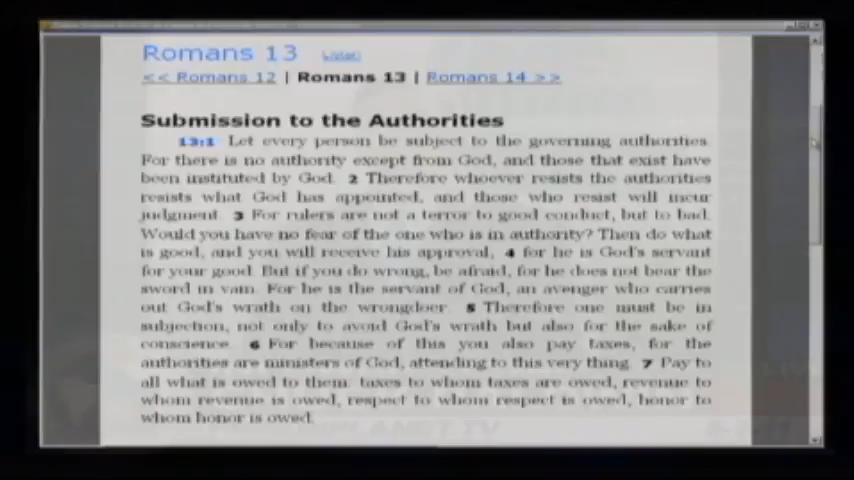 Romans 13 (Listen)
<< Romans 12 | Romans 13 | Romans 14 >>
Submission to the Authorities
13:1 Let every person be subject to the governing authorities.
For there is no authority except from God, and those that exist have
been instituted by God. 2 Therefore whoever resists the authorities
resists what God has appointed, and those who resist will incur
judgment. 3 For rulers are not a terror to good conduct, but to bad.
Would you have no fear of the one who is in authority? Then do what
is good, and you will receive his approval, 4 for he is God's servant
for your good. But if you do wrong, be afraid, for he does not bear the
sword in vain. For he is the servant of God, an avenger who carries
out God's wrath on the wrongdoer. 5 Therefore one must be in
subjection, not only to avoid God's wrath but also for the sake of
conscience. 6 For because of this you also pay taxes, for the
authorities are ministers of God, attending to this very thing. 7 Pay to
all what is owed to them: taxes to whom taxes are owed, revenue to
whom revenue is owed, respect to whom respect is owed, honor to
whom honor is owed.